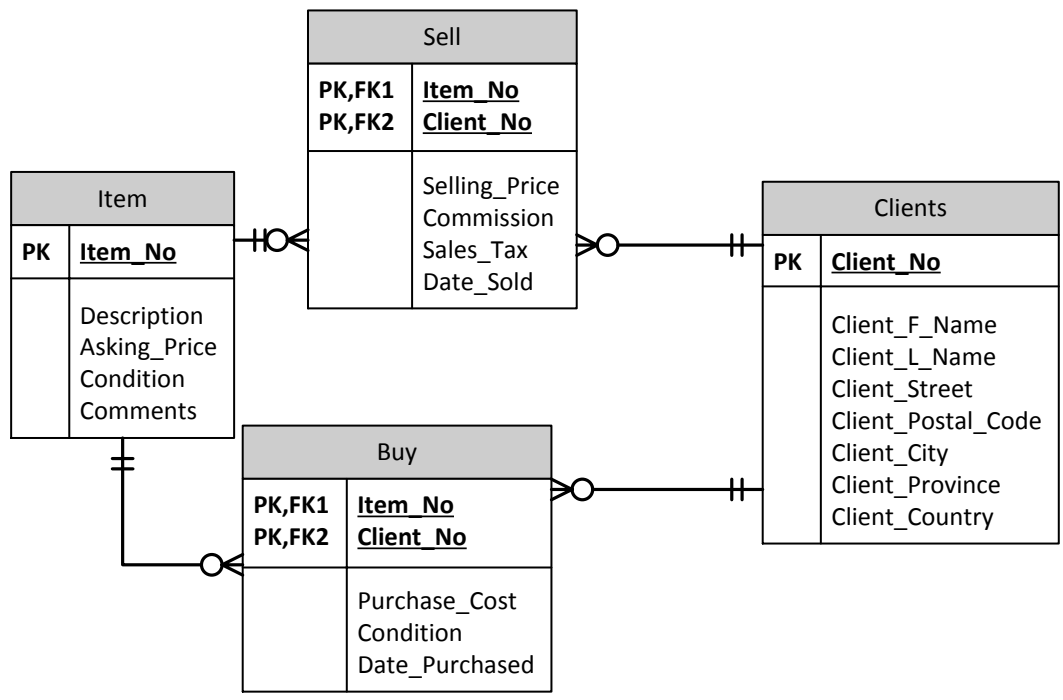 Sell
PK,FK1 Item_No
PK,FK2 Client_No
Selling_Price
Commission
Sales_Tax
Date_Sold
Item
PK Item_No
Description
Asking_Price
Condition
Comments
Clients
PK Client_No
Client_F_Name
Client_L_Name
Client_Street
Client_Postal_Code
Client_City
Client_Province
Client_Country
Buy
PK,FK1 Item_No
PK,FK2 Client_No
Purchase_Cost
Condition
Date_Purchased